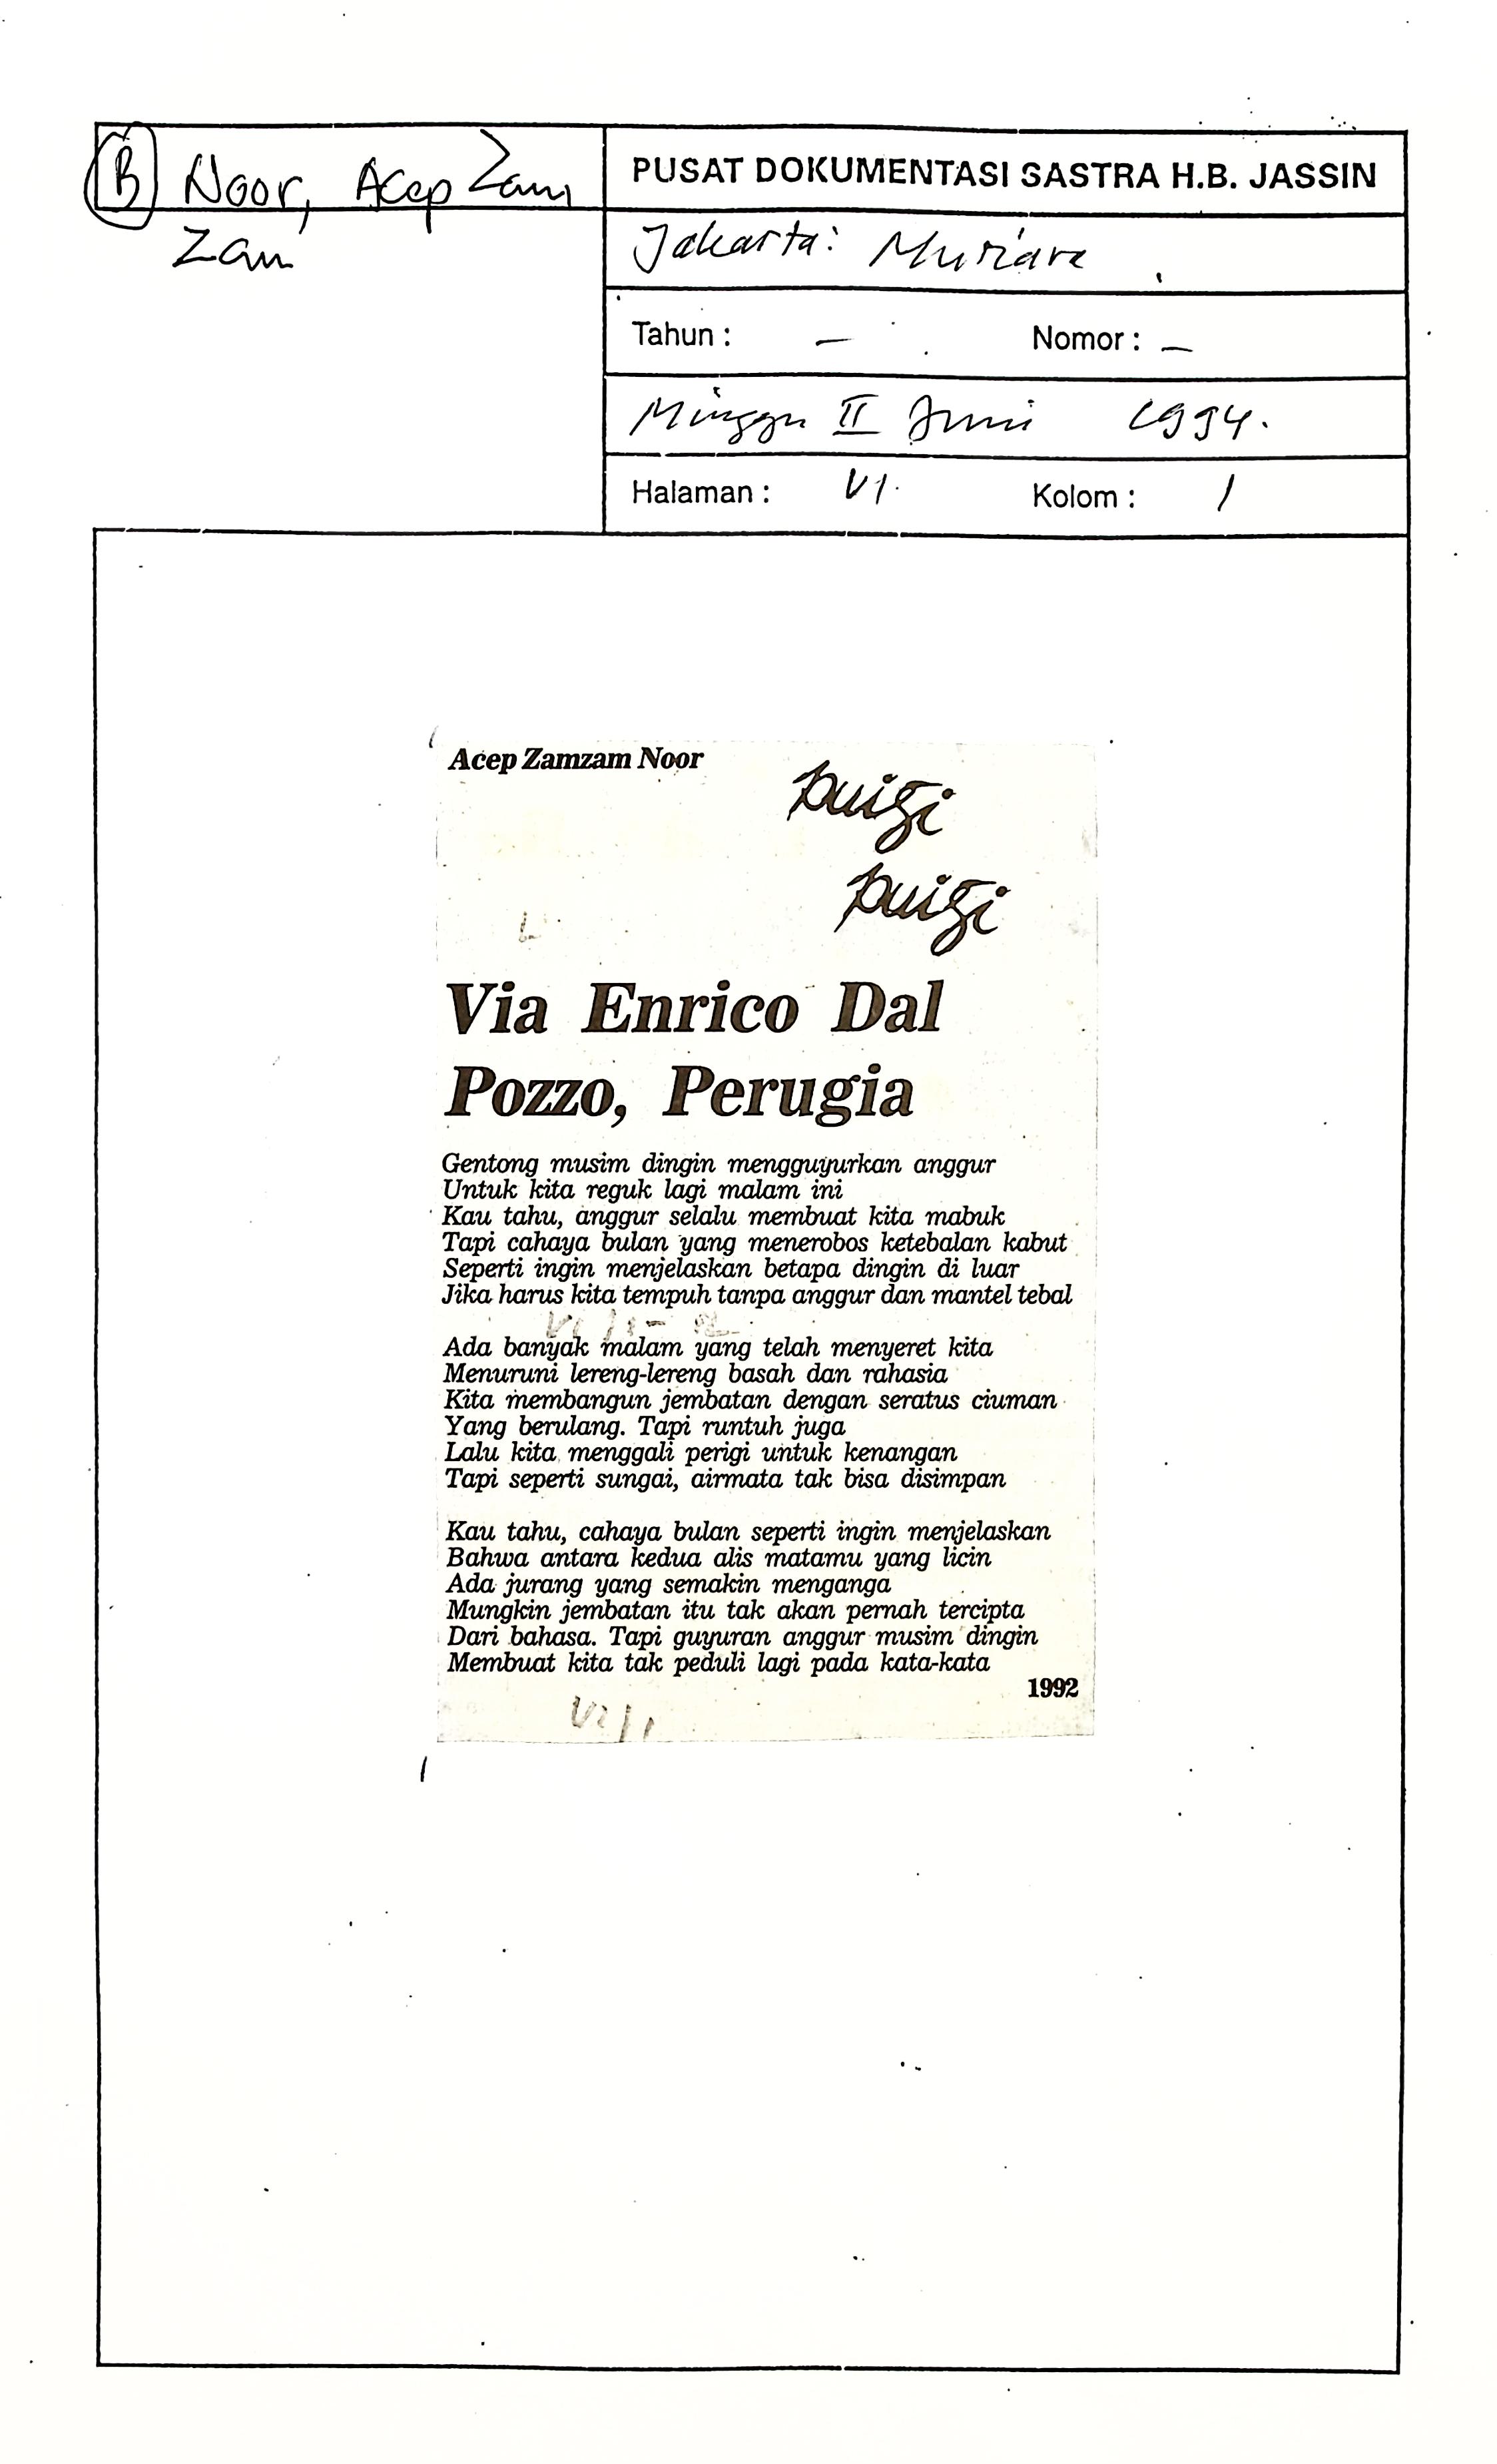 B Noor, Acep Zam
Zam
PUSAT DOKUMENTASI SASTRA H.B. JASSIN
Jakarta: Mutiara
Tahun : — Nomor : —
Minggu II Juni 1994.
Halaman : VI. Kolom : 1
Acep Zamzam Noor
puisi
puisi
Via Enrico Dal
Pozzo, Perugia
Gentong musim dingin mengguyurkan anggur
Untuk kita reguk lagi malam ini
Kau tahu, anggur selalu membuat kita mabuk
Tapi cahaya bulan yang menerobos ketebalan kabut
Seperti ingin menjelaskan betapa dingin di luar
Jika harus kita tempuh tanpa anggur dan mantel tebal
Ada banyak malam yang telah menyeret kita
Menuruni lereng-lereng basah dan rahasia
Kita membangun jembatan dengan seratus ciuman
Yang berulang. Tapi runtuh juga
Lalu kita menggali perigi untuk kenangan
Tapi seperti sungai, airmata tak bisa disimpan
Kau tahu, cahaya bulan seperti ingin menjelaskan
Bahwa antara kedua alis matamu yang licin
Ada jurang yang semakin menganga
Mungkin jembatan itu tak akan pernah tercipta
Dari bahasa. Tapi guyuran anggur musim dingin
Membuat kita tak peduli lagi pada kata-kata
1992